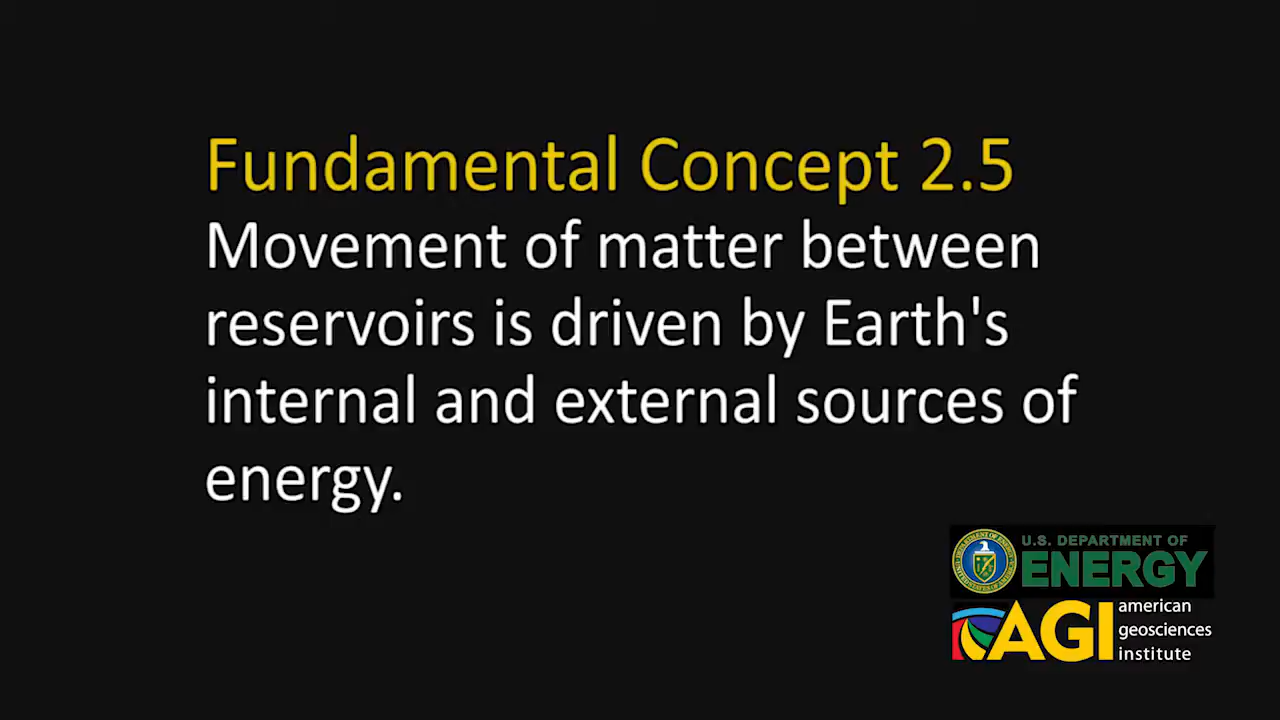 Fundamental Concept 2.5
Movement of matter between
reservoirs is driven by Earth's
internal and external sources of
energy.
U.S. DEPARTMENT OF
ENERGY
AGI
american
geosciences
institute